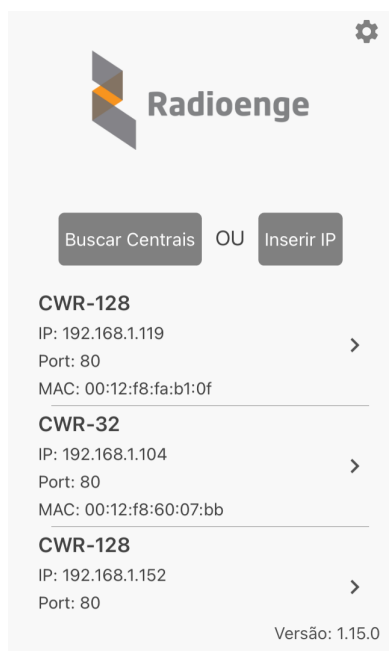 Radioenge
Buscar Centrais OU Inserir IP
CWR-128
IP: 192.168.1.119
Port: 80
MAC: 00:12:f8:fa:b1:0f
CWR-32
IP: 192.168.1.104
Port: 80
MAC: 00:12:f8:60:07:bb
CWR-128
IP: 192.168.1.152
Port: 80
Versão: 1.15.0